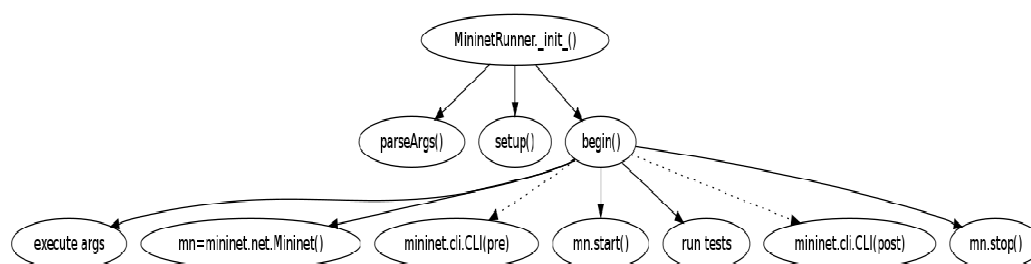 MininetRunner._init_()
parseArgs()
setup()
begin()
execute args
mn=mininet.net.Mininet()
mininet.cli.CLI(pre)
mn.start()
run tests
mininet.cli.CLI(post)
mn.stop()